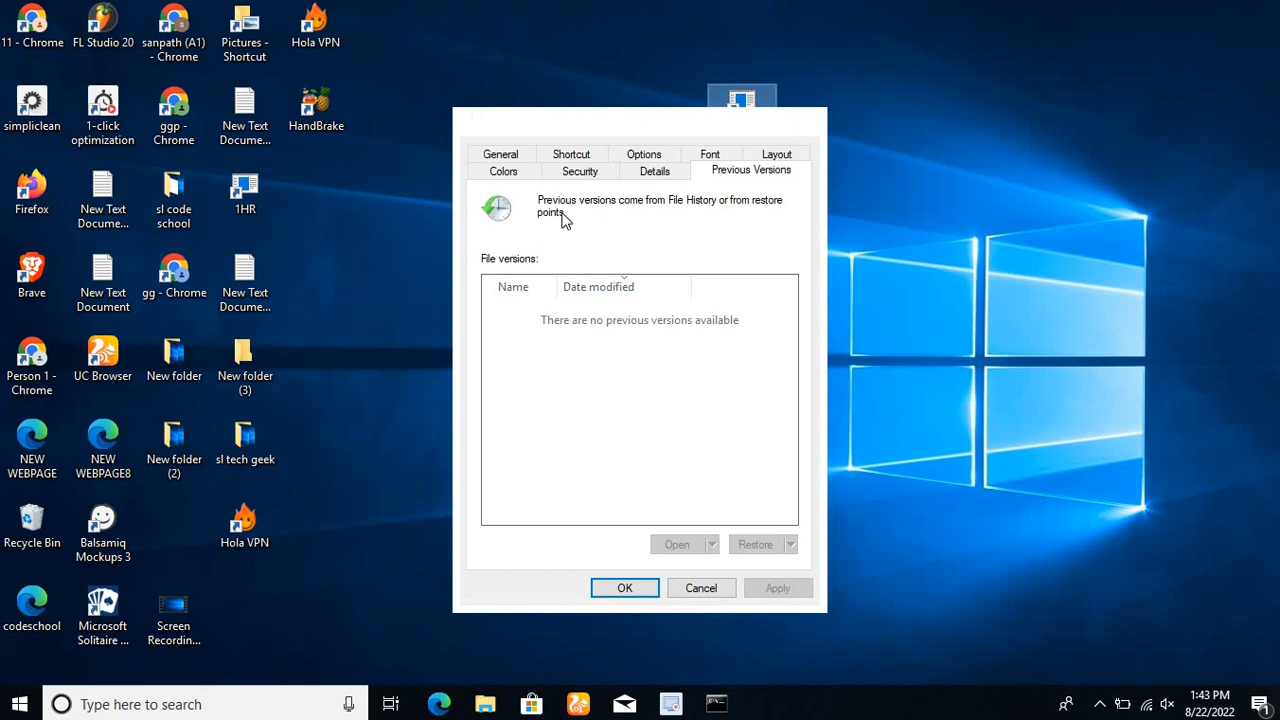 11 - Chrome
FL Studio 20
sanpath (A1)
- Chrome
Pictures -
Shortcut
Hola VPN
simpliclean
1-click
optimization
ggp -
Chrome
New Text
Docume...
HandBrake
Firefox
New Text
Docume...
sl code
school
1HR
Brave
New Text
Document
gg - Chrome
New Text
Docume...
Person 1 -
Chrome
UC Browser
New folder
New folder
(3)
NEW
WEBPAGE
NEW
WEBPAGE8
New folder
(2)
sl tech geek
Recycle Bin
Balsamiq
Mockups 3
Hola VPN
codeschool
Microsoft
Solitaire ...
Screen
Recordin...
General
Shortcut
Options
Font
Layout
Colors
Security
Details
Previous Versions
Previous versions come from File History or from restore
points.
File versions:
Name
Date modified
There are no previous versions available
Open
Restore
OK
Cancel
Apply
Type here to search
1:43 PM
8/22/2022
1